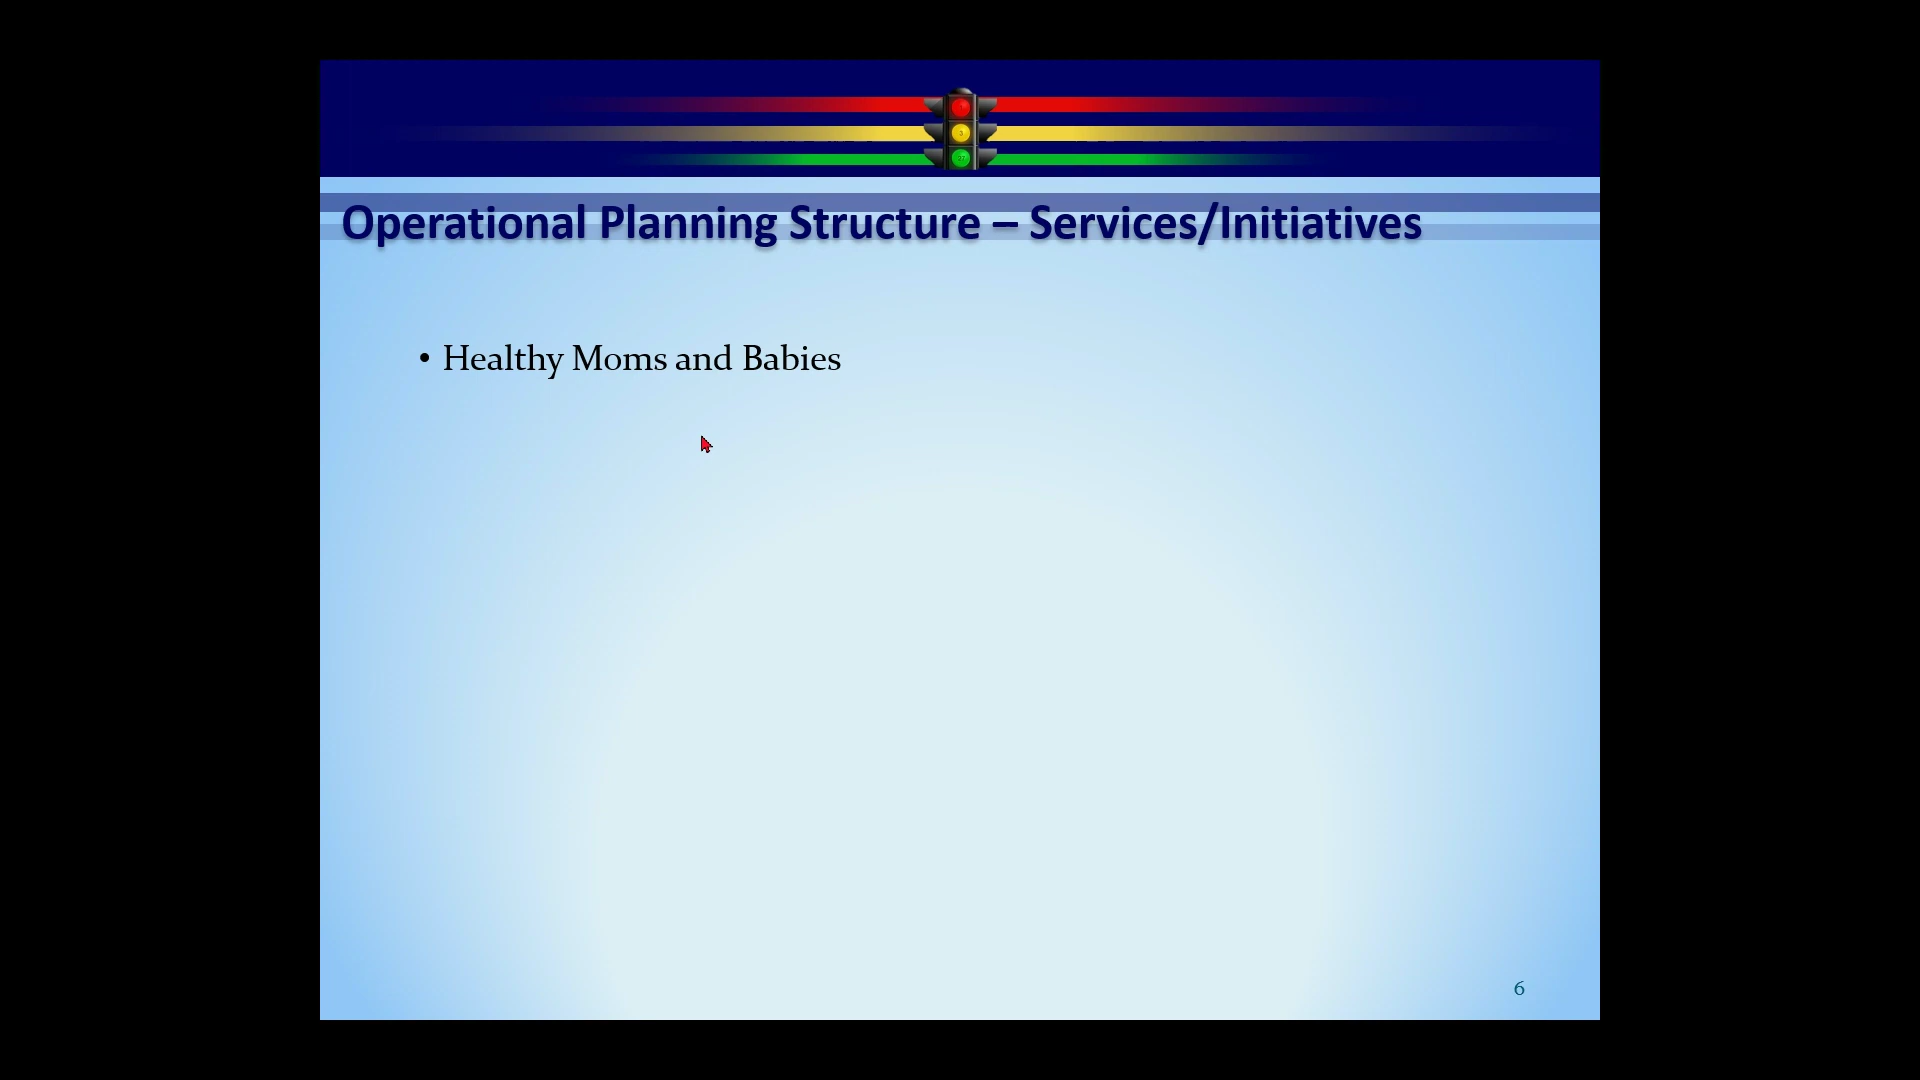 Operational Planning Structure – Services/Initiatives
• Healthy Moms and Babies
6